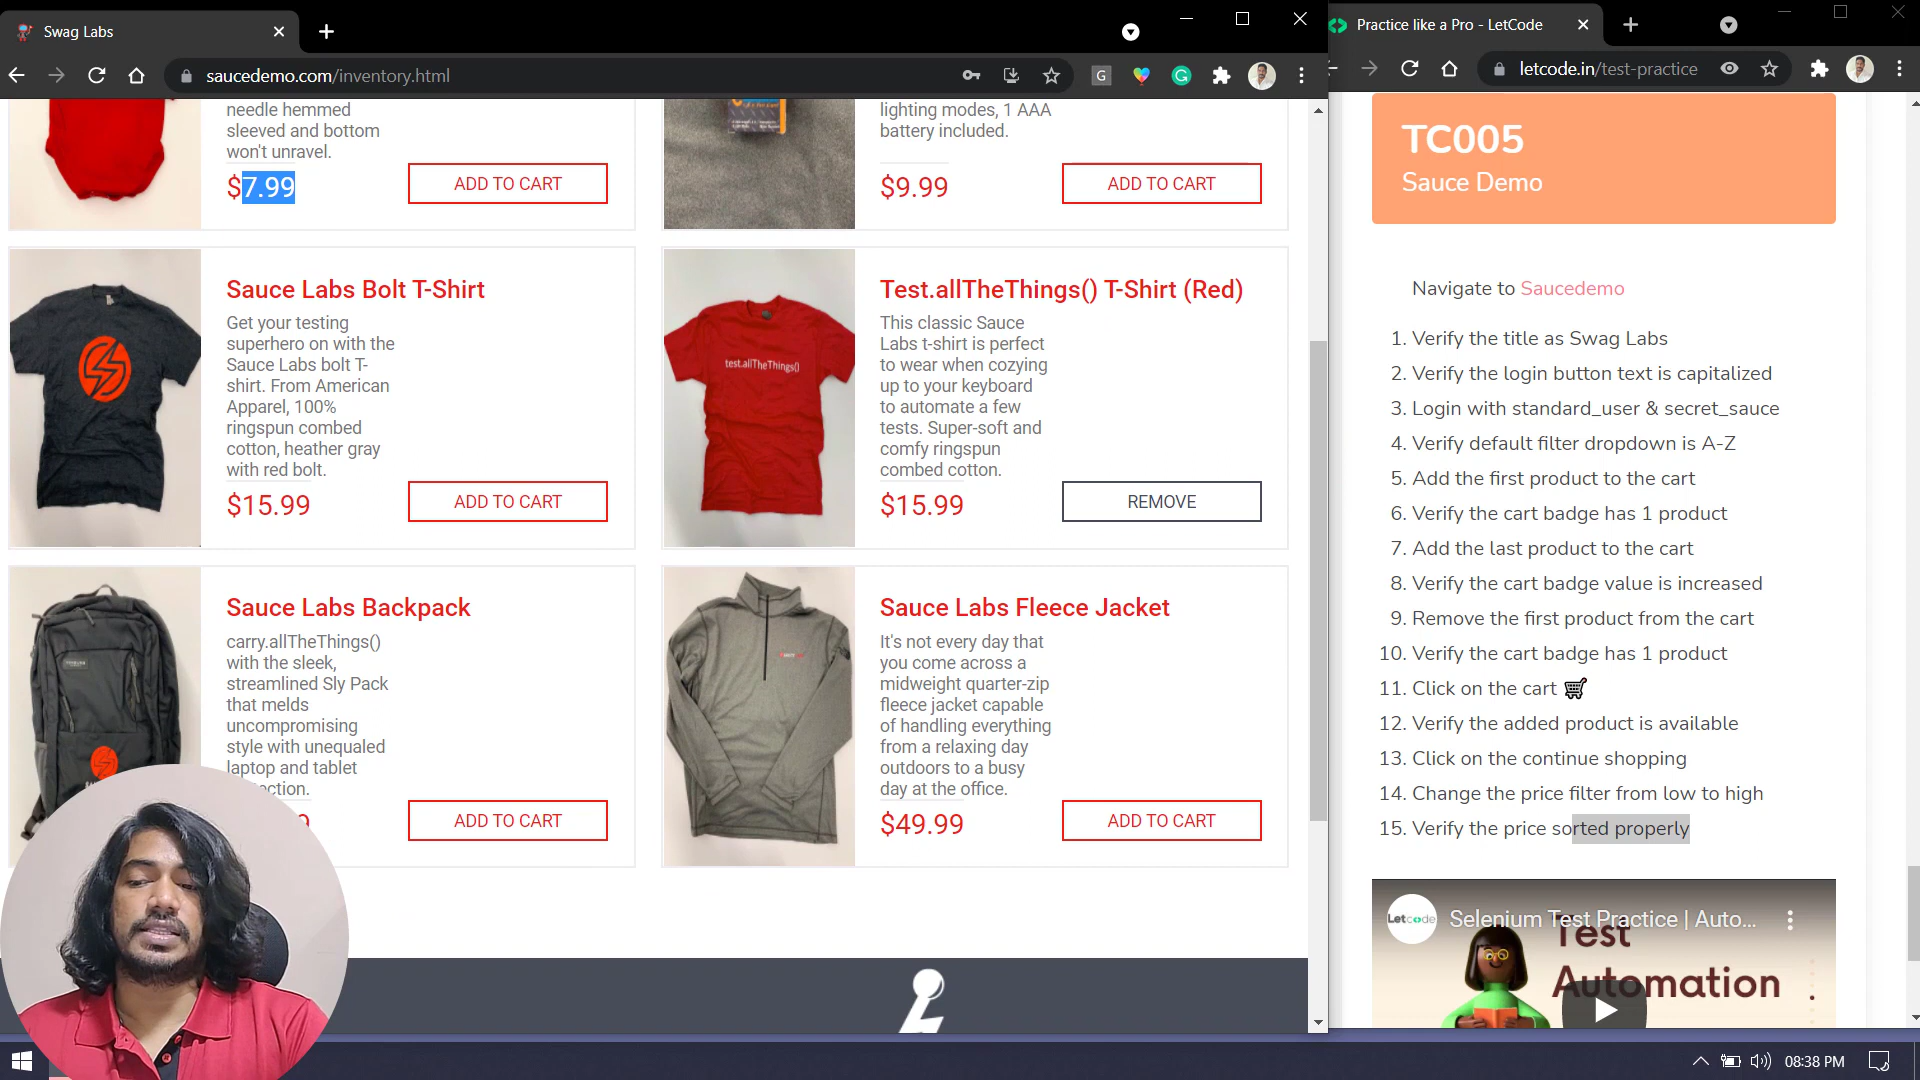 Swag Labs
saucedemo.com/inventory.html
needle hemmed
sleeved and bottom
won't unravel.
$7.99
ADD TO CART
lighting modes, 1 AAA
battery included.
$9.99
ADD TO CART
Sauce Labs Bolt T-Shirt
Get your testing
superhero on with the
Sauce Labs bolt T-
shirt. From American
Apparel, 100%
ringspun combed
cotton, heather gray
with red bolt.
$15.99
ADD TO CART
test.allTheThings()
Test.allTheThings() T-Shirt (Red)
This classic Sauce
Labs t-shirt is perfect
to wear when cozying
up to your keyboard
to automate a few
tests. Super-soft and
comfy ringspun
combed cotton.
$15.99
REMOVE
Sauce Labs Backpack
carry.allTheThings()
with the sleek,
streamlined Sly Pack
that melds
uncompromising
style with unequaled
laptop and tablet
ction.
9
ADD TO CART
Sauce Labs Fleece Jacket
It's not every day that
you come across a
midweight quarter-zip
fleece jacket capable
of handling everything
from a relaxing day
outdoors to a busy
day at the office.
$49.99
ADD TO CART
Practice like a Pro - LetCode
letcode.in/test-practice
TC005
Sauce Demo
Navigate to Saucedemo
1. Verify the title as Swag Labs
2. Verify the login button text is capitalized
3. Login with standard_user & secret_sauce
4. Verify default filter dropdown is A-Z
5. Add the first product to the cart
6. Verify the cart badge has 1 product
7. Add the last product to the cart
8. Verify the cart badge value is increased
9. Remove the first product from the cart
10. Verify the cart badge has 1 product
11. Click on the cart
12. Verify the added product is available
13. Click on the continue shopping
14. Change the price filter from low to high
15. Verify the price sorted properly
Letcode
Selenium Test Practice | Auto...
Test
Automation
08:38 PM